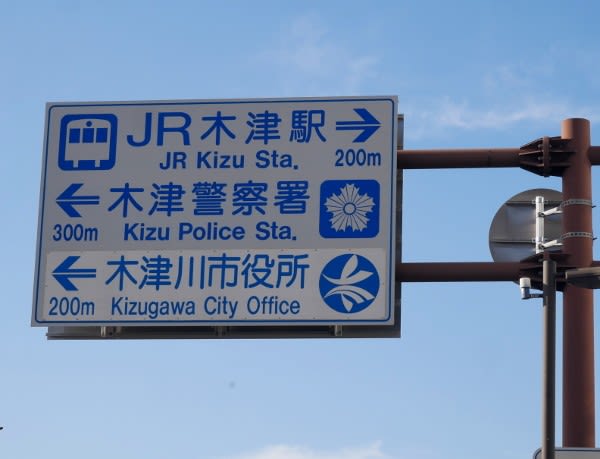 JR木津駅
JR Kizu Sta. 200m
木津警察署
300m Kizu Police Sta.
木津川市役所
200m Kizugawa City Office